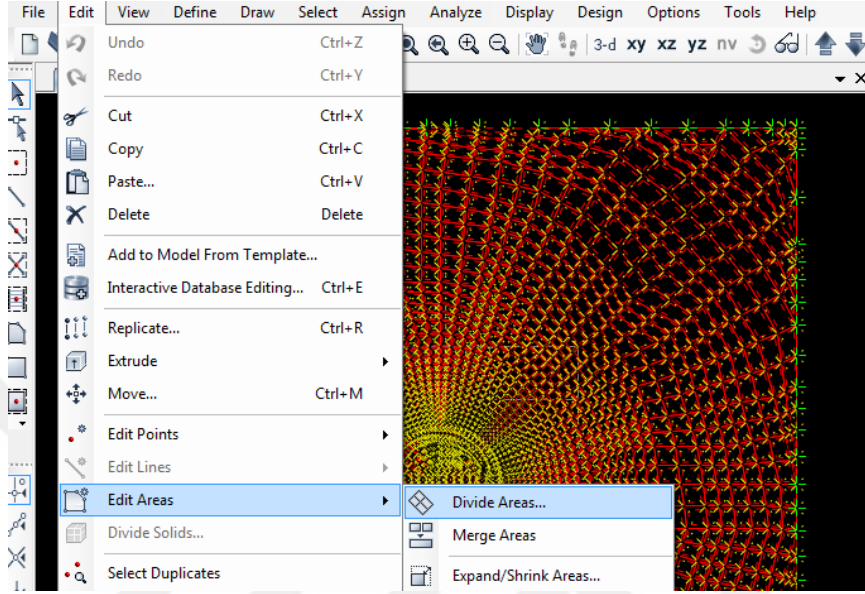 File Edit View Define Draw Select Assign Analyze Display Design Options Tools Help
3-d xy xz yz nv
Undo Ctrl+Z
Redo Ctrl+Y
Cut Ctrl+X
Copy Ctrl+C
Paste... Ctrl+V
Delete Delete
Add to Model From Template...
Interactive Database Editing... Ctrl+E
Replicate... Ctrl+R
Extrude
Move... Ctrl+M
Edit Points
Edit Lines
Edit Areas
Divide Areas...
Divide Solids...
Merge Areas
Select Duplicates
Expand/Shrink Areas...